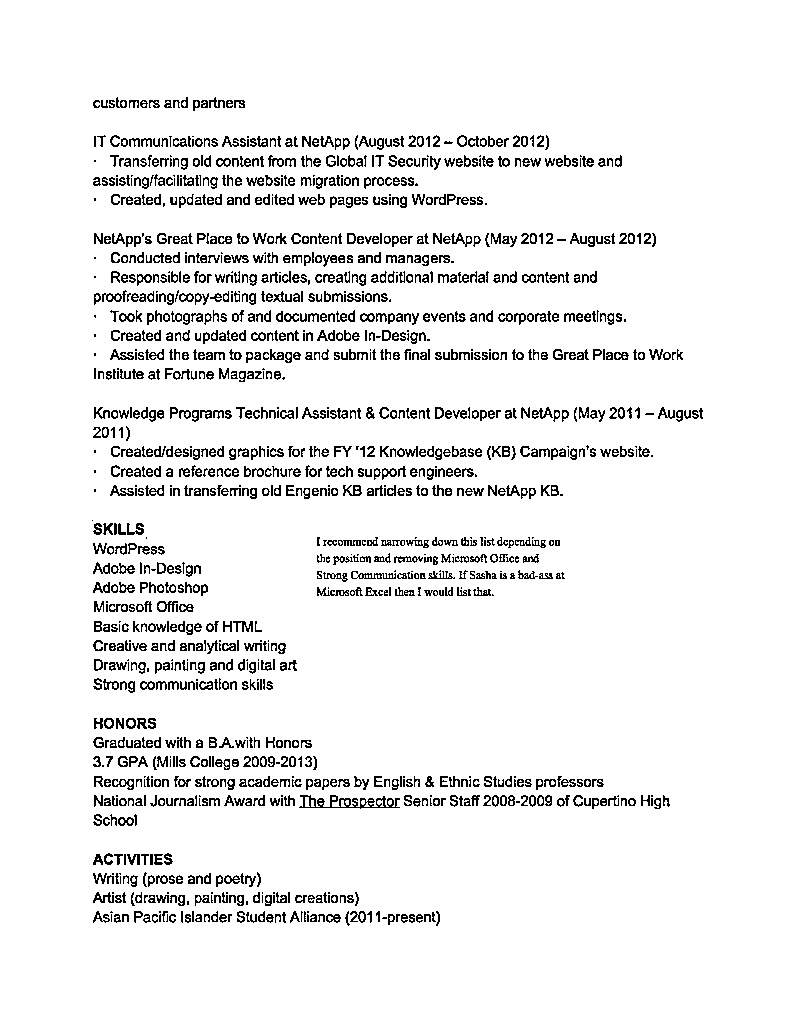 customers and partners
IT Communications Assistant at NetApp (August 2012 – October 2012)
· Transferring old content from the Global IT Security website to new website and
assisting/facilitating the website migration process.
· Created, updated and edited web pages using WordPress.
NetApp's Great Place to Work Content Developer at NetApp (May 2012 – August 2012)
· Conducted interviews with employees and managers.
· Responsible for writing articles, creating additional material and content and
proofreading/copy-editing textual submissions.
· Took photographs of and documented company events and corporate meetings.
· Created and updated content in Adobe In-Design.
· Assisted the team to package and submit the final submission to the Great Place to Work
Institute at Fortune Magazine.
Knowledge Programs Technical Assistant & Content Developer at NetApp (May 2011 – August
2011)
· Created/designed graphics for the FY '12 Knowledgebase (KB) Campaign's website.
· Created a reference brochure for tech support engineers.
· Assisted in transferring old Engenio KB articles to the new NetApp KB.
SKILLS
WordPress
Adobe In-Design
Adobe Photoshop
Microsoft Office
Basic knowledge of HTML
Creative and analytical writing
Drawing, painting and digital art
Strong communication skills
I recommend narrowing down this list depending on
the position and removing Microsoft Office and
Strong Communication skills. If Sasha is a bad-ass at
Microsoft Excel then I would list that.
HONORS
Graduated with a B.A.with Honors
3.7 GPA (Mills College 2009-2013)
Recognition for strong academic papers by English & Ethnic Studies professors
National Journalism Award with The Prospector Senior Staff 2008-2009 of Cupertino High
School
ACTIVITIES
Writing (prose and poetry)
Artist (drawing, painting, digital creations)
Asian Pacific Islander Student Alliance (2011-present)